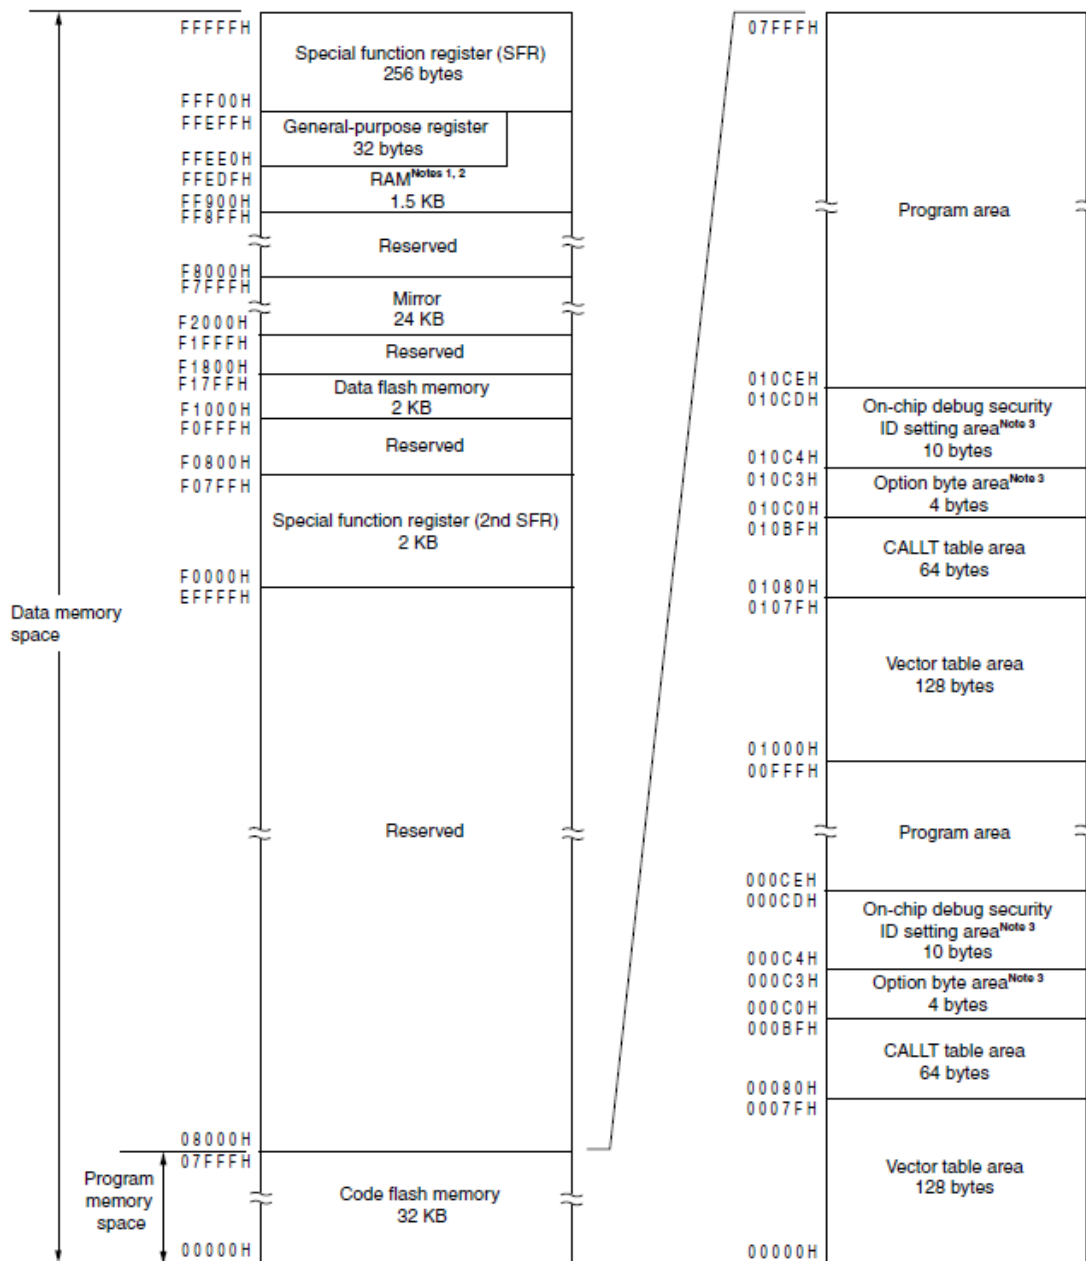 FFFFFH
Special function register (SFR)
256 bytes
FFF00H
FFEFFH
General-purpose register
32 bytes
FFEE0H
FFEDFH
RAMNotes 1, 2
1.5 KB
FF900H
FF8FFH
Reserved
F8000H
F7FFFH
Mirror
24 KB
F2000H
F1FFFH
Reserved
F1800H
F17FFH
Data flash memory
2 KB
F1000H
F0FFFH
Reserved
F0800H
F07FFH
Special function register (2nd SFR)
2 KB
F0000H
EFFFFH
Data memory
space
Reserved
08000H
07FFFH
Program
memory
space
Code flash memory
32 KB
00000H
07FFFH
Program area
010CEH
010CDH
On-chip debug security
ID setting areaNote 3
10 bytes
010C4H
010C3H
Option byte areaNote 3
4 bytes
010C0H
010BFH
CALLT table area
64 bytes
01080H
0107FH
Vector table area
128 bytes
01000H
00FFFH
Program area
000CEH
000CDH
On-chip debug security
ID setting areaNote 3
10 bytes
000C4H
000C3H
Option byte areaNote 3
4 bytes
000C0H
000BFH
CALLT table area
64 bytes
00080H
0007FH
Vector table area
128 bytes
00000H